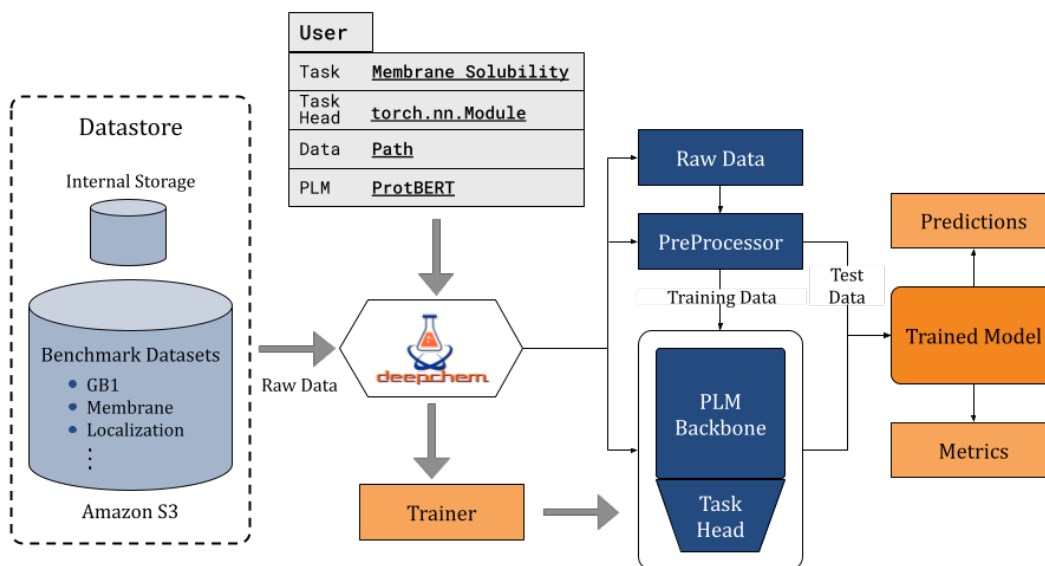 Datastore
Internal Storage
Benchmark Datasets
GB1
Membrane
Localization
Amazon S3
Raw Data
User
Task Membrane Solubility
Task
Head torch.nn.Module
Data Path
PLM ProtBERT
deepchem
Trainer
Raw Data
PreProcessor
Training Data
Test
Data
PLM
Backbone
Task
Head
Predictions
Trained Model
Metrics